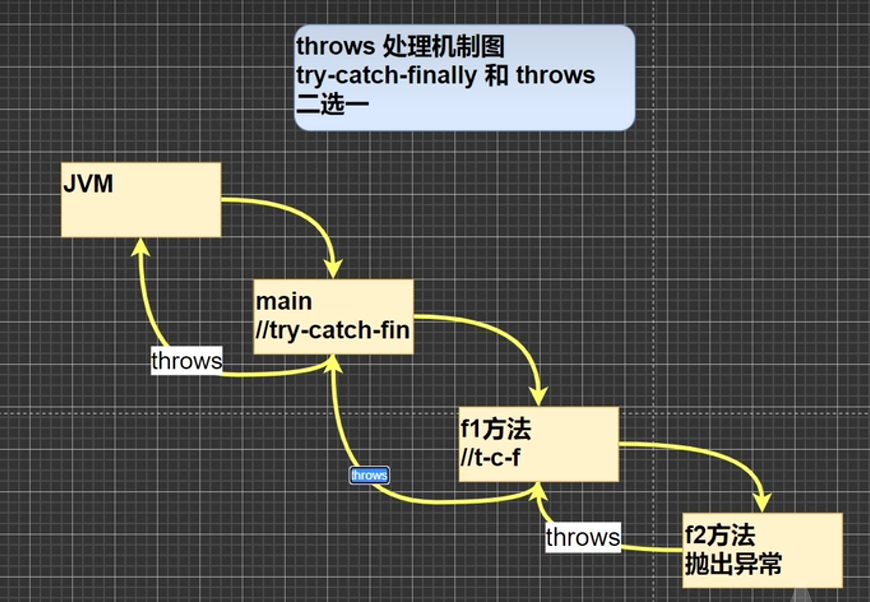 throws 处理机制图
try-catch-finally 和 throws
二选一
JVM
main
//try-catch-fin
throws
f1方法
//t-c-f
throws
f2方法
抛出异常
throws